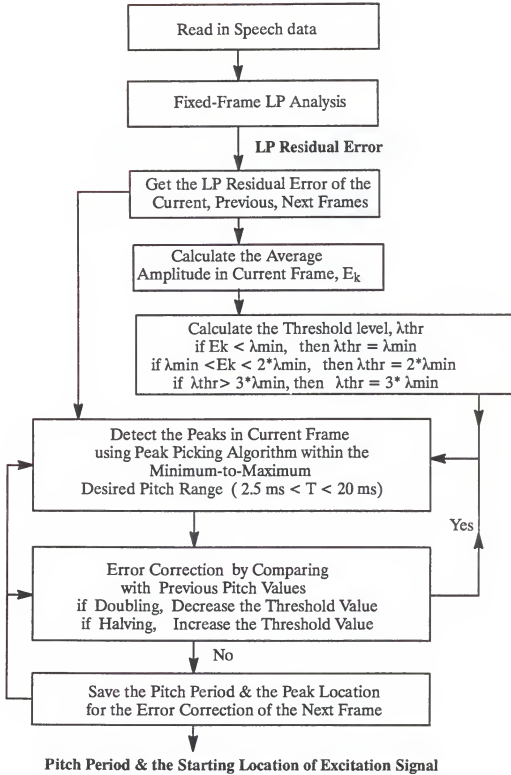 Read in Speech data
Fixed-Frame LP Analysis
LP Residual Error
Get the LP Residual Error of the
Current, Previous, Next Frames
Calculate the Average
Amplitude in Current Frame, Ek
Calculate the Threshold level, λthr
if Ek < λmin, then λthr = λmin
if λmin <Ek < 2*λmin, then λthr = 2*λmin
if λthr> 3*λmin, then λthr = 3* λmin
Detect the Peaks in Current Frame
using Peak Picking Algorithm within the
Minimum-to-Maximum
Desired Pitch Range ( 2.5 ms < T < 20 ms)
Yes
Error Correction by Comparing
with Previous Pitch Values
if Doubling, Decrease the Threshold Value
if Halving, Increase the Threshold Value
No
Save the Pitch Period & the Peak Location
for the Error Correction of the Next Frame
Pitch Period & the Starting Location of Excitation Signal